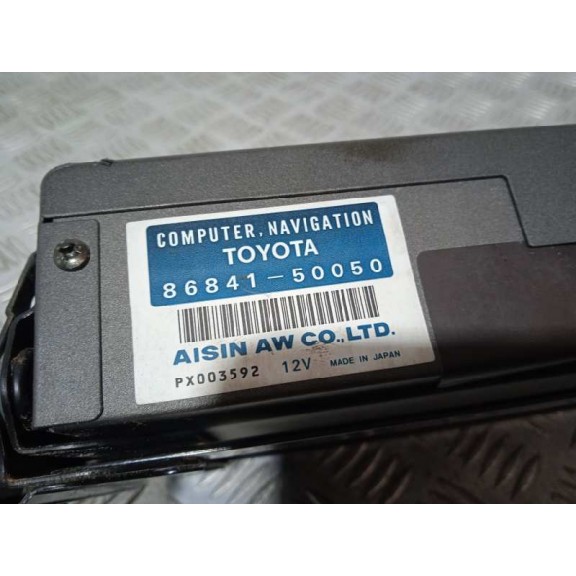 COMPUTER, NAVIGATION
TOYOTA
86841-50050
AISIN AW CO., LTD.
PX003592 12V MADE IN JAPAN